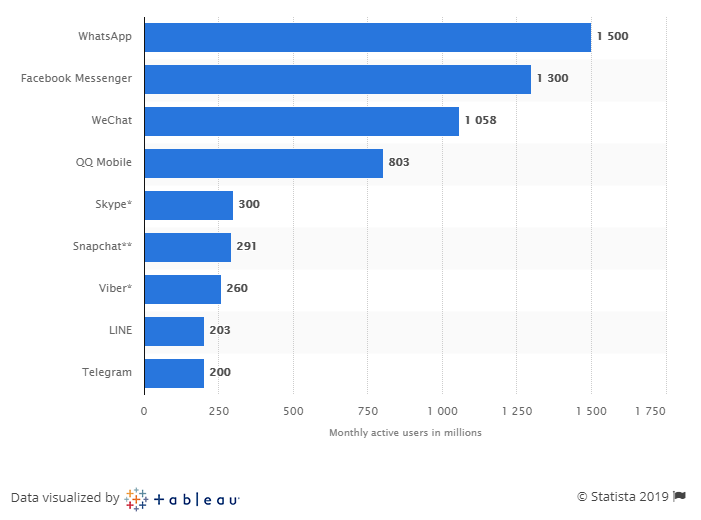 WhatsApp 1 500
Facebook Messenger 1 300
WeChat 1 058
QQ Mobile 803
Skype* 300
Snapchat** 291
Viber* 260
LINE 203
Telegram 200
0 250 500 750 1 000 1 250 1 500 1 750
Monthly active users in millions
Data visualized by +ableau
© Statista 2019